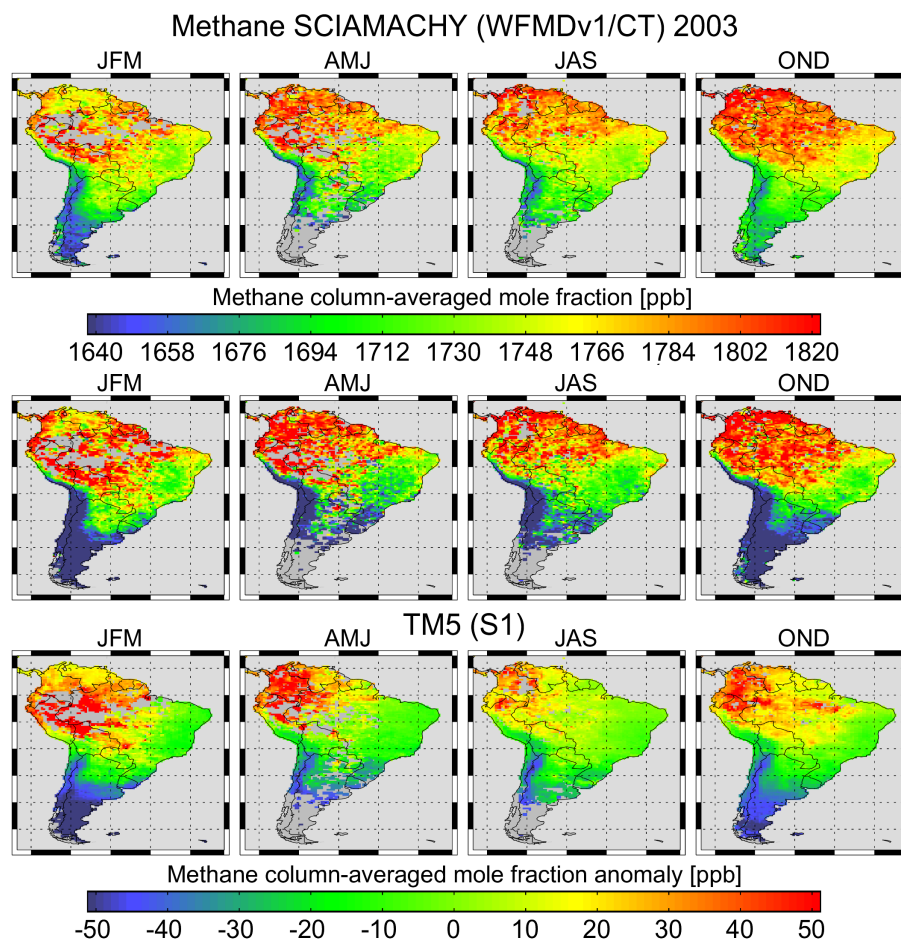 Methane SCIAMACHY (WFMDv1/CT) 2003
JFM AMJ JAS OND
Methane column-averaged mole fraction [ppb]
1640 1658 1676 1694 1712 1730 1748 1766 1784 1802 1820
JFM AMJ JAS OND
TM5 (S1)
JFM AMJ JAS OND
Methane column-averaged mole fraction anomaly [ppb]
-50 -40 -30 -20 -10 0 10 20 30 40 50